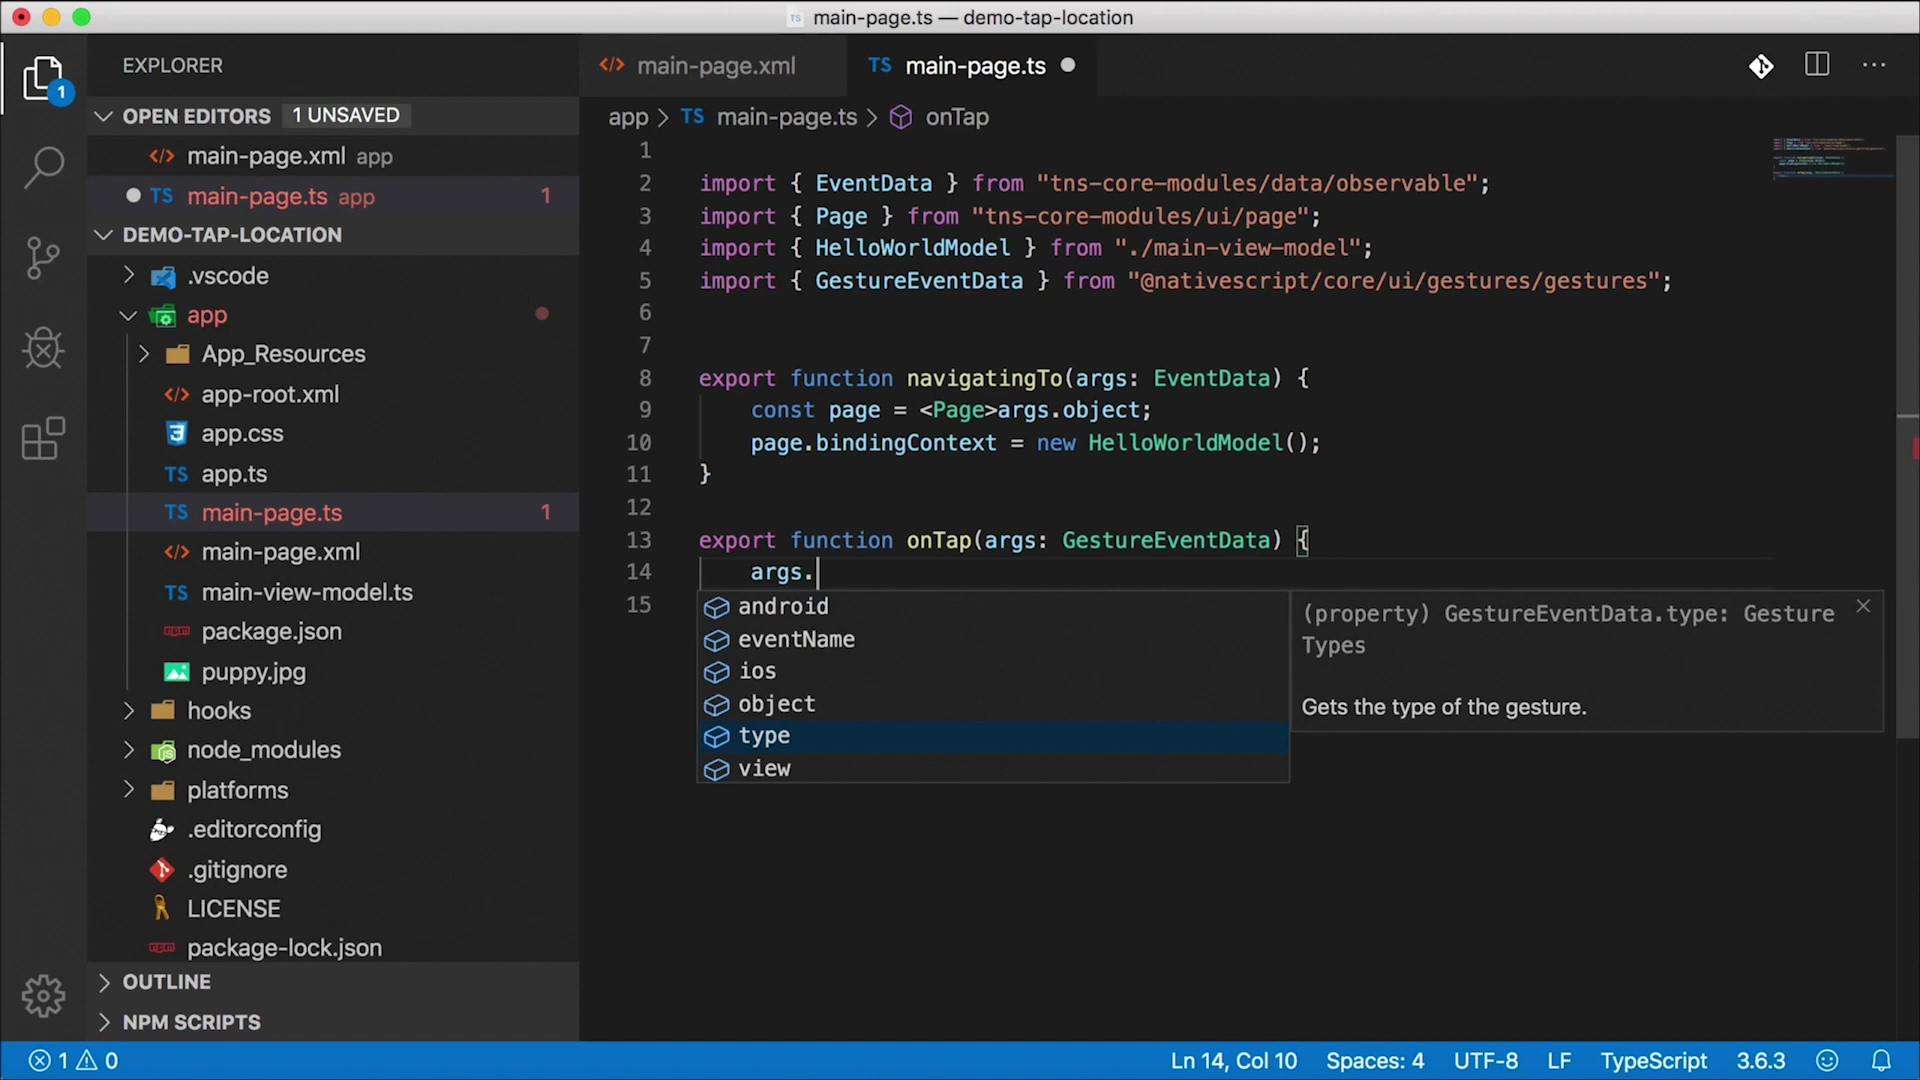 TS main-page.ts — demo-tap-location
EXPLORER
1
OPEN EDITORS 1 UNSAVED
</> main-page.xml app
TS main-page.ts app 1
DEMO-TAP-LOCATION
.vscode
app
App_Resources
</> app-root.xml
app.css
TS app.ts
TS main-page.ts 1
</> main-page.xml
TS main-view-model.ts
npm package.json
puppy.jpg
hooks
node_modules
platforms
.editorconfig
.gitignore
LICENSE
npm package-lock.json
OUTLINE
NPM SCRIPTS
</> main-page.xml
TS main-page.ts
app > TS main-page.ts > onTap
1
2 import { EventData } from "tns-core-modules/data/observable";
3 import { Page } from "tns-core-modules/ui/page";
4 import { HelloWorldModel } from "./main-view-model";
5 import { GestureEventData } from "@nativescript/core/ui/gestures/gestures";
6
7
8 export function navigatingTo(args: EventData) {
9 const page = <Page>args.object;
10 page.bindingContext = new HelloWorldModel();
11 }
12
13 export function onTap(args: GestureEventData) {
14 args.
15
android
eventName
ios
object
type
view
(property) GestureEventData.type: Gesture
Types
Gets the type of the gesture.
1 0
Ln 14, Col 10 Spaces: 4 UTF-8 LF TypeScript 3.6.3